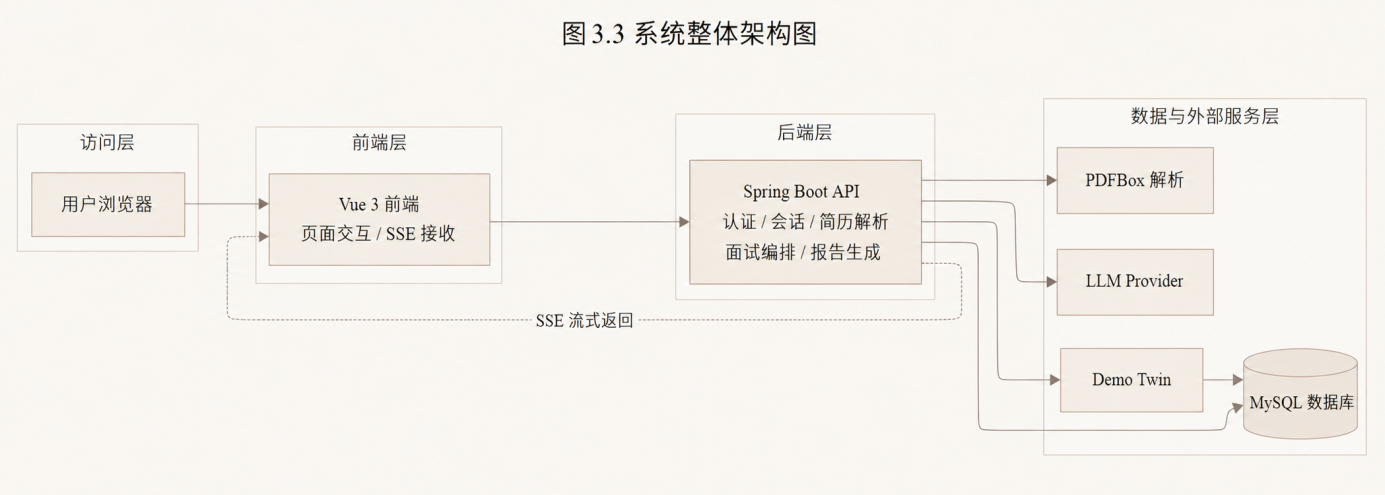 图 3.3 系统整体架构图
访问层
用户浏览器
前端层
Vue 3 前端
页面交互 / SSE 接收
后端层
Spring Boot API
认证 / 会话 / 简历解析
面试编排 / 报告生成
SSE 流式返回
数据与外部服务层
PDFBox 解析
LLM Provider
Demo Twin
MySQL 数据库